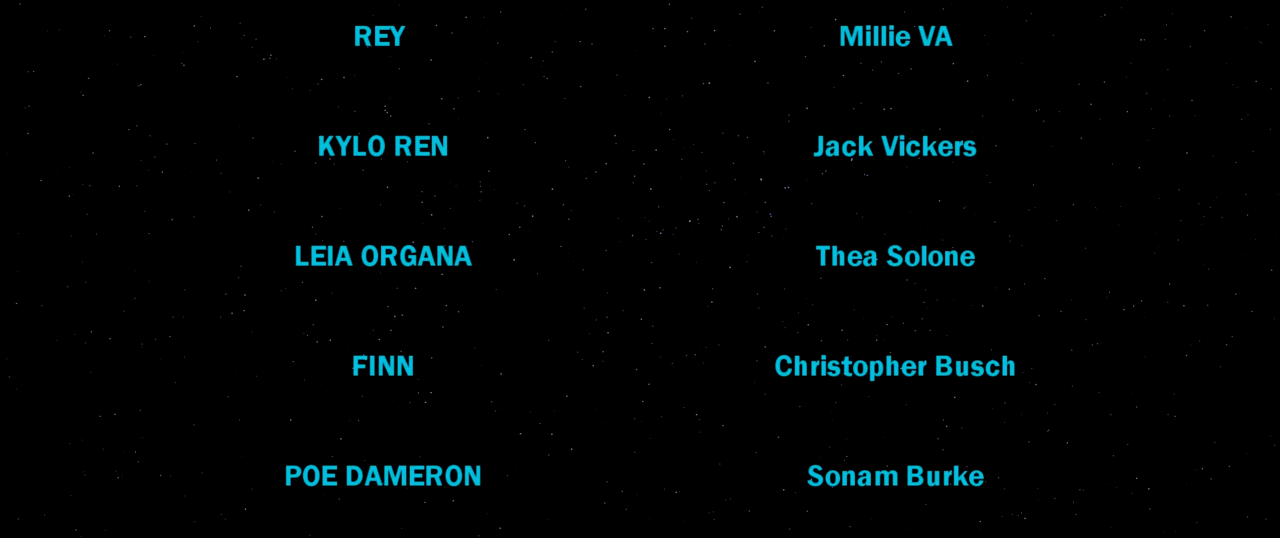 REY Millie VA
KYLO REN Jack Vickers
LEIA ORGANA Thea Solone
FINN Christopher Busch
POE DAMERON Sonam Burke